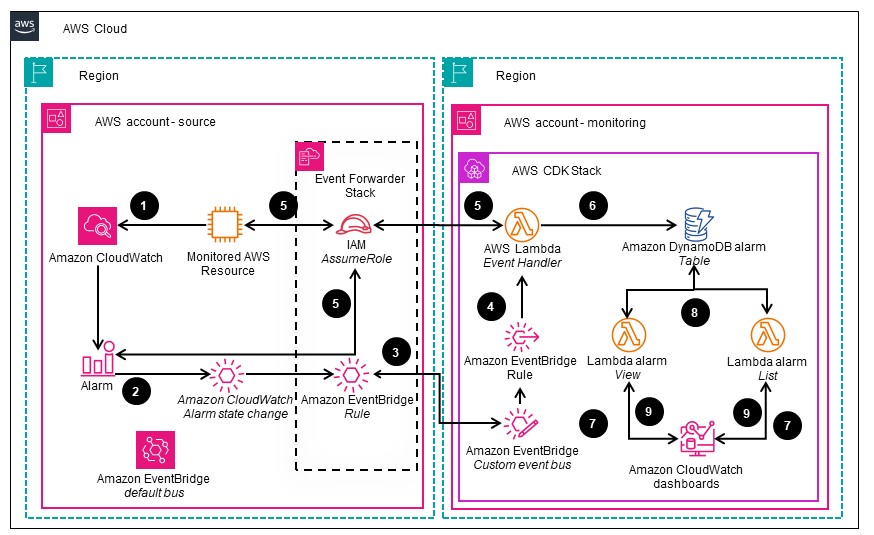 aws
AWS Cloud
Region
Region
AWS account - source
AWS account - monitoring
AWS CDK Stack
Event Forwarder
Stack
1
5
5
6
Amazon CloudWatch
Monitored AWS
Resource
IAM
AssumeRole
AWS Lambda
Event Handler
Amazon DynamoDB alarm
Table
5
4
8
3
2
Alarm
Amazon CloudWatch
Alarm state change
Amazon EventBridge
Rule
Amazon EventBridge
Rule
Lambda alarm
View
Lambda alarm
List
7
9
9
7
Amazon EventBridge
default bus
Amazon EventBridge
Custom event bus
Amazon CloudWatch
dashboards